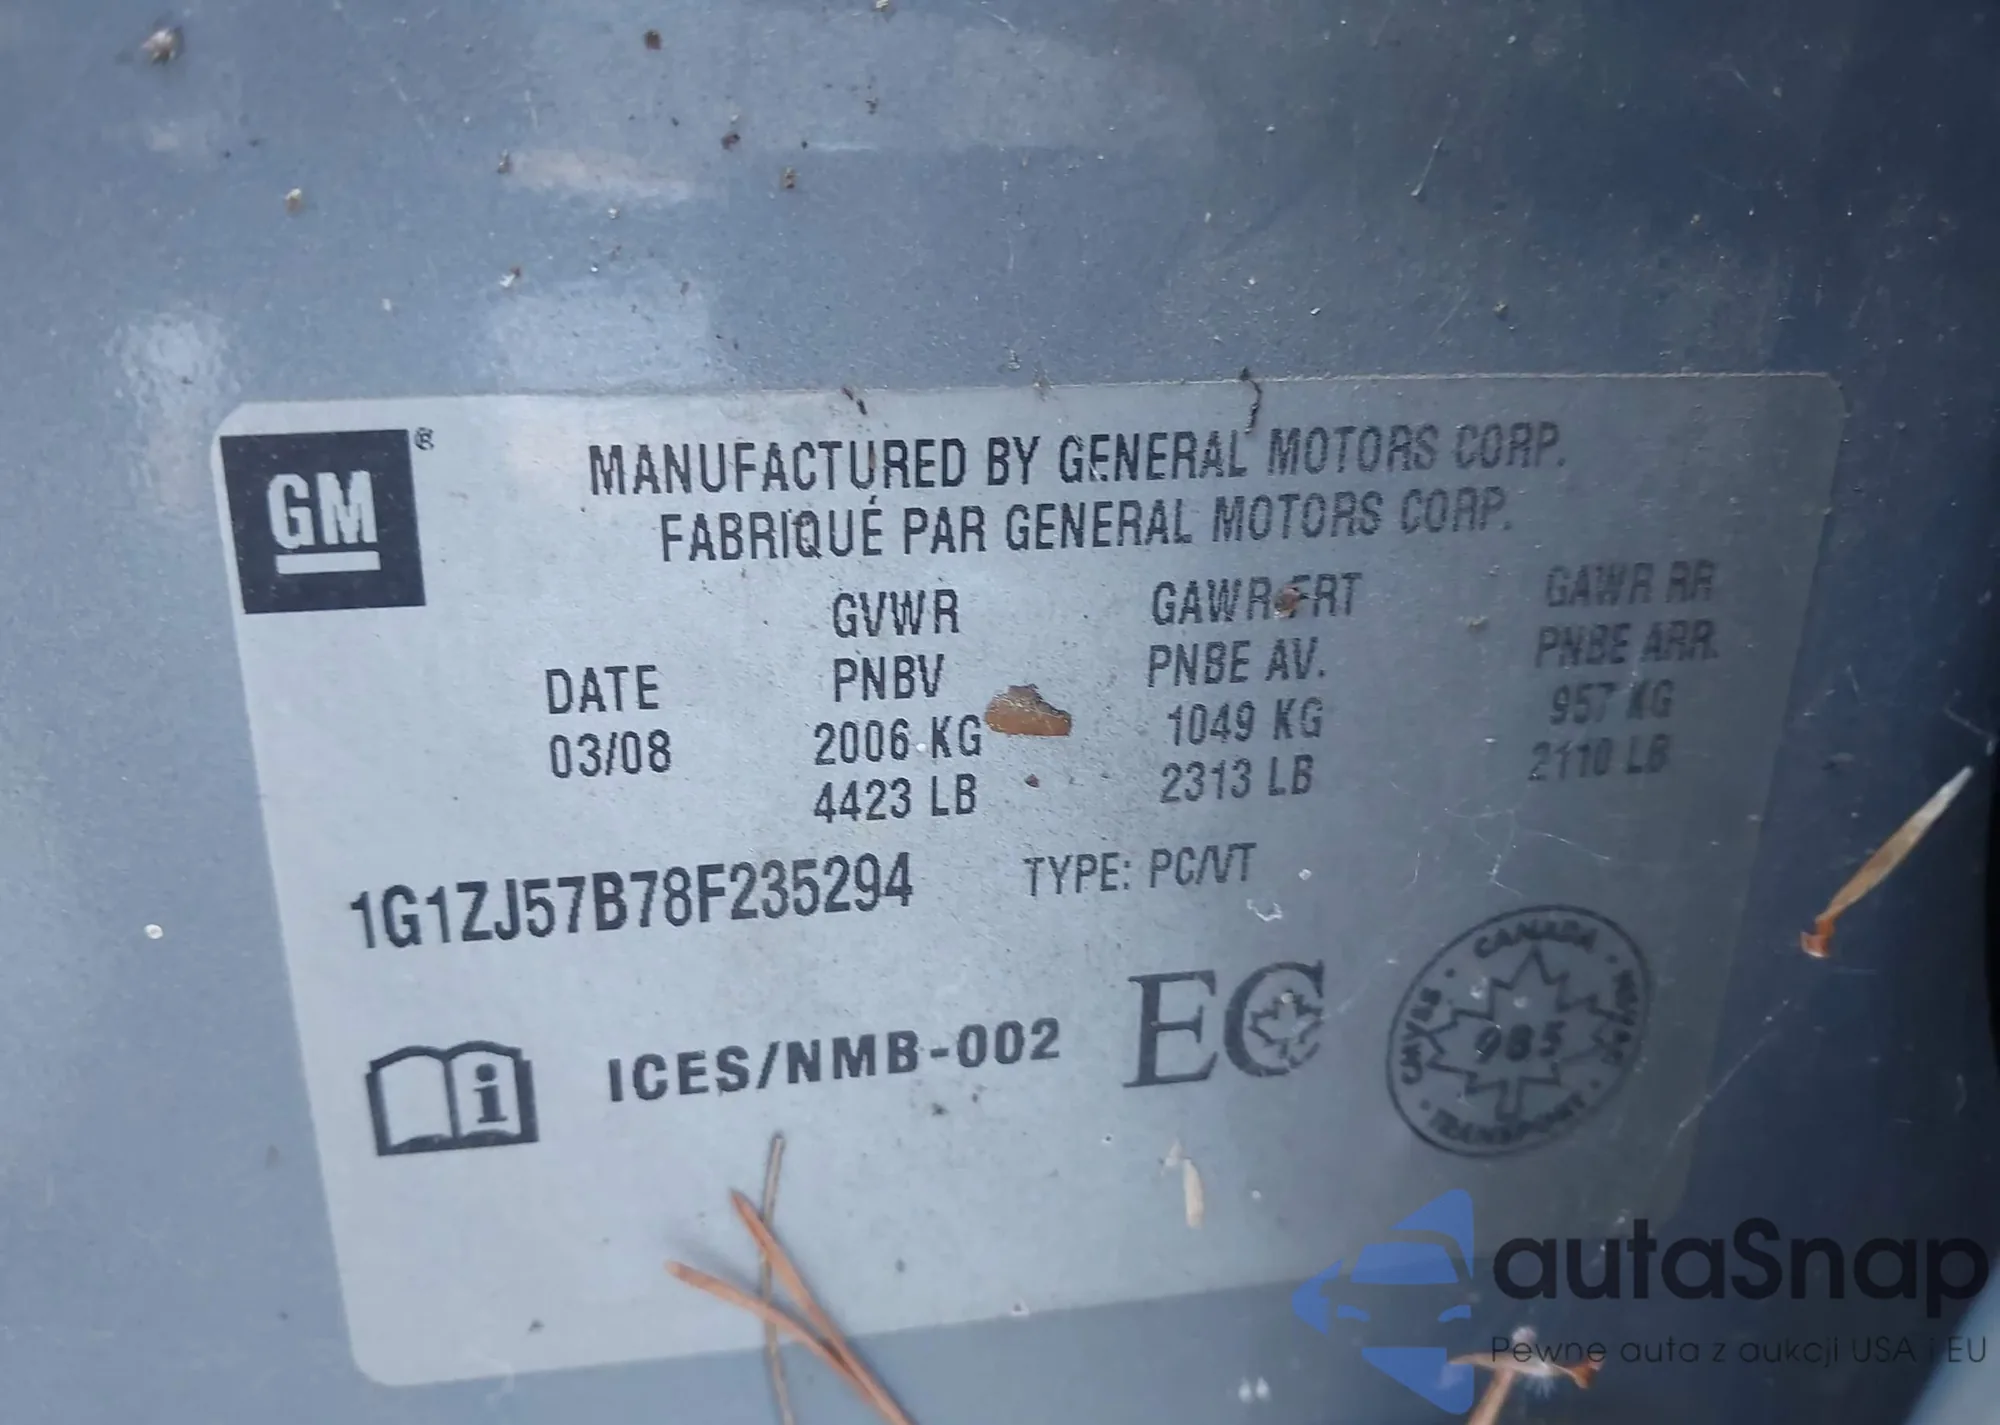 GM®
MANUFACTURED BY GENERAL MOTORS CORP.
FABRIQUÉ PAR GENERAL MOTORS CORP.
GVWR GAWR FRT GAWR RR
DATE PNBV PNBE AV. PNBE ARR.
03/08 2006 KG 1049 KG 957 KG
4423 LB 2313 LB 2110 LB
1G1ZJ57B78F235294 TYPE: PC/VT
i ICES/NMB-002 EC
CANADA
985
TRANSPORT
autaSnap
Pewne auta z aukcji USA i EU